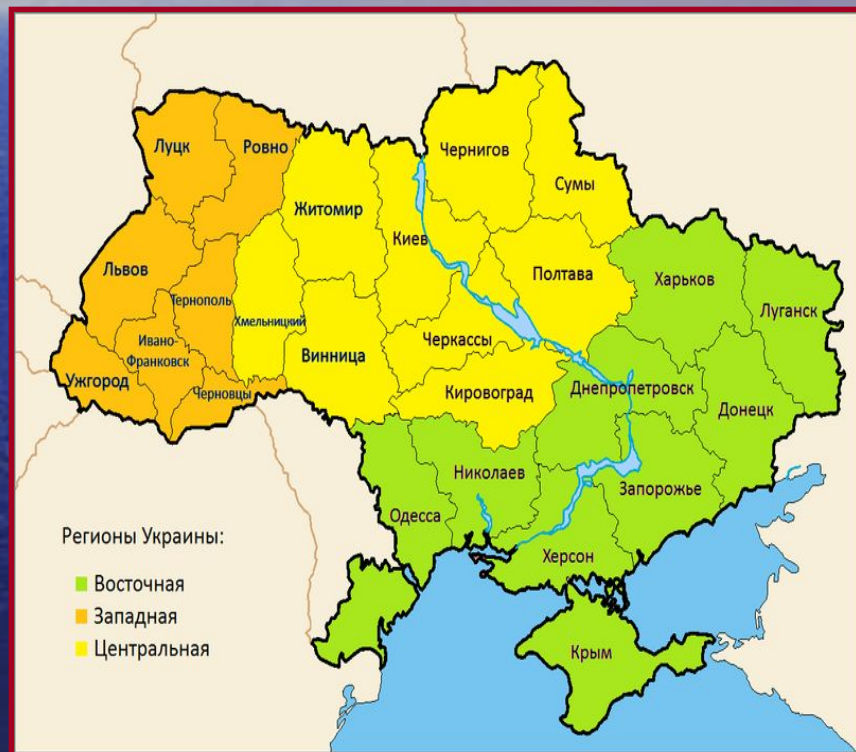 Луцк
Ровно
Чернигов
Сумы
Житомир
Киев
Львов
Тернополь
Полтава
Харьков
Луганск
Хмельницкий
Ивано-
Франковск
Винница
Черкассы
Ужгород
Черновцы
Кировоград
Днепропетровск
Донецк
Николаев
Запорожье
Одесса
Херсон
Крым
Регионы Украины:
Восточная
Западная
Центральная